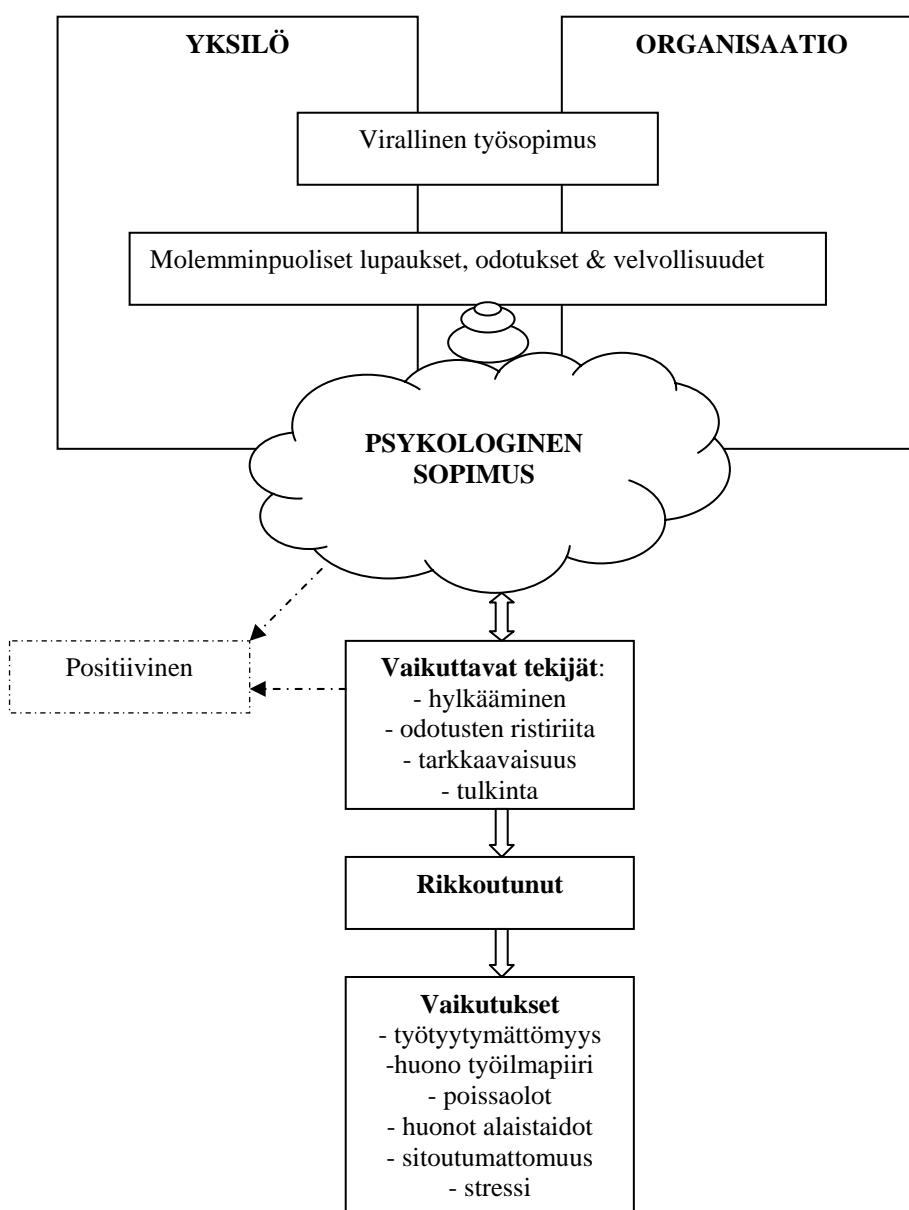 YKSILÖ
ORGANISAATIO
Virallinen työsopimus
Molemminpuoliset lupaukset, odotukset & velvollisuudet
PSYKOLOGINEN
SOPIMUS
Positiivinen
Vaikuttavat tekijät:
- hylkääminen
- odotusten ristiriita
- tarkkaavaisuus
- tulkinta
Rikkoutunut
Vaikutukset
- työtyytymättömyys
-huono työilmapiiri
- poissaolot
- huonot alaistaidot
- sitoutumattomuus
- stressi